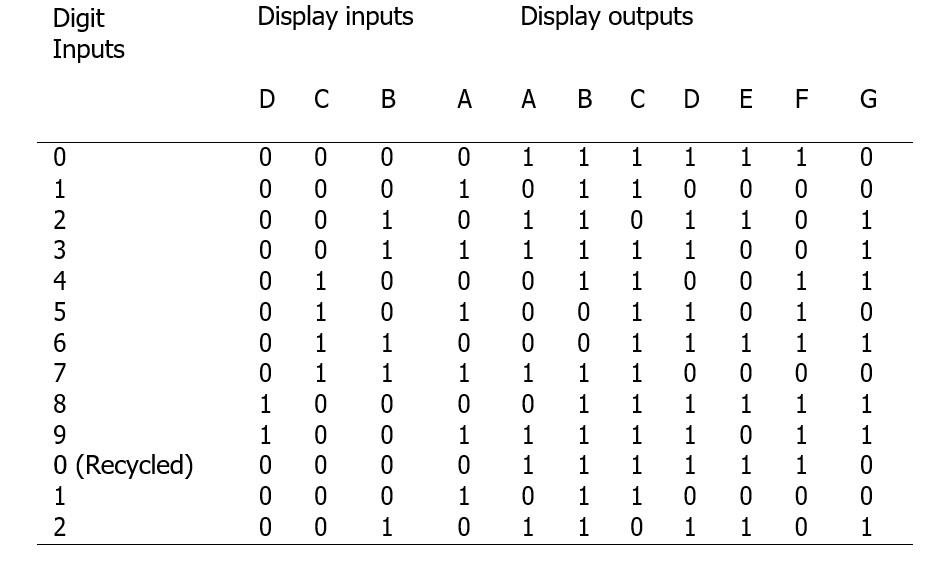 Digit Display inputs Display outputs
Inputs
D C B A A B C D E F G
0 0 0 0 0 1 1 1 1 1 1 0
1 0 0 0 1 0 1 1 0 0 0 0
2 0 0 1 0 1 1 0 1 1 0 1
3 0 0 1 1 1 1 1 1 0 0 1
4 0 1 0 0 0 1 1 0 0 1 1
5 0 1 0 1 0 0 1 1 0 1 0
6 0 1 1 0 0 0 1 1 1 1 1
7 0 1 1 1 1 1 1 0 0 0 0
8 1 0 0 0 0 1 1 1 1 1 1
9 1 0 0 1 1 1 1 1 0 1 1
0 (Recycled) 0 0 0 0 1 1 1 1 1 1 0
1 0 0 0 1 0 1 1 0 0 0 0
2 0 0 1 0 1 1 0 1 1 0 1